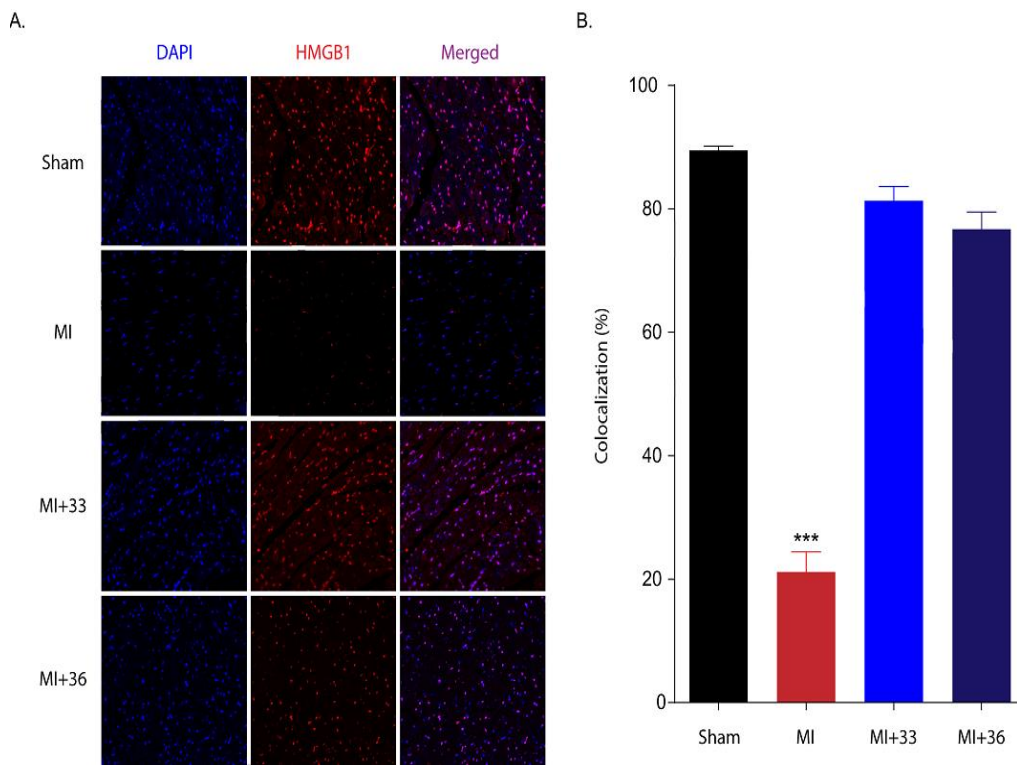 A.
DAPI HMGB1 Merged
Sham
MI
MI+33
MI+36
B.
Colocalization (%)
100
80
60
40
20
0
***
Sham MI MI+33 MI+36